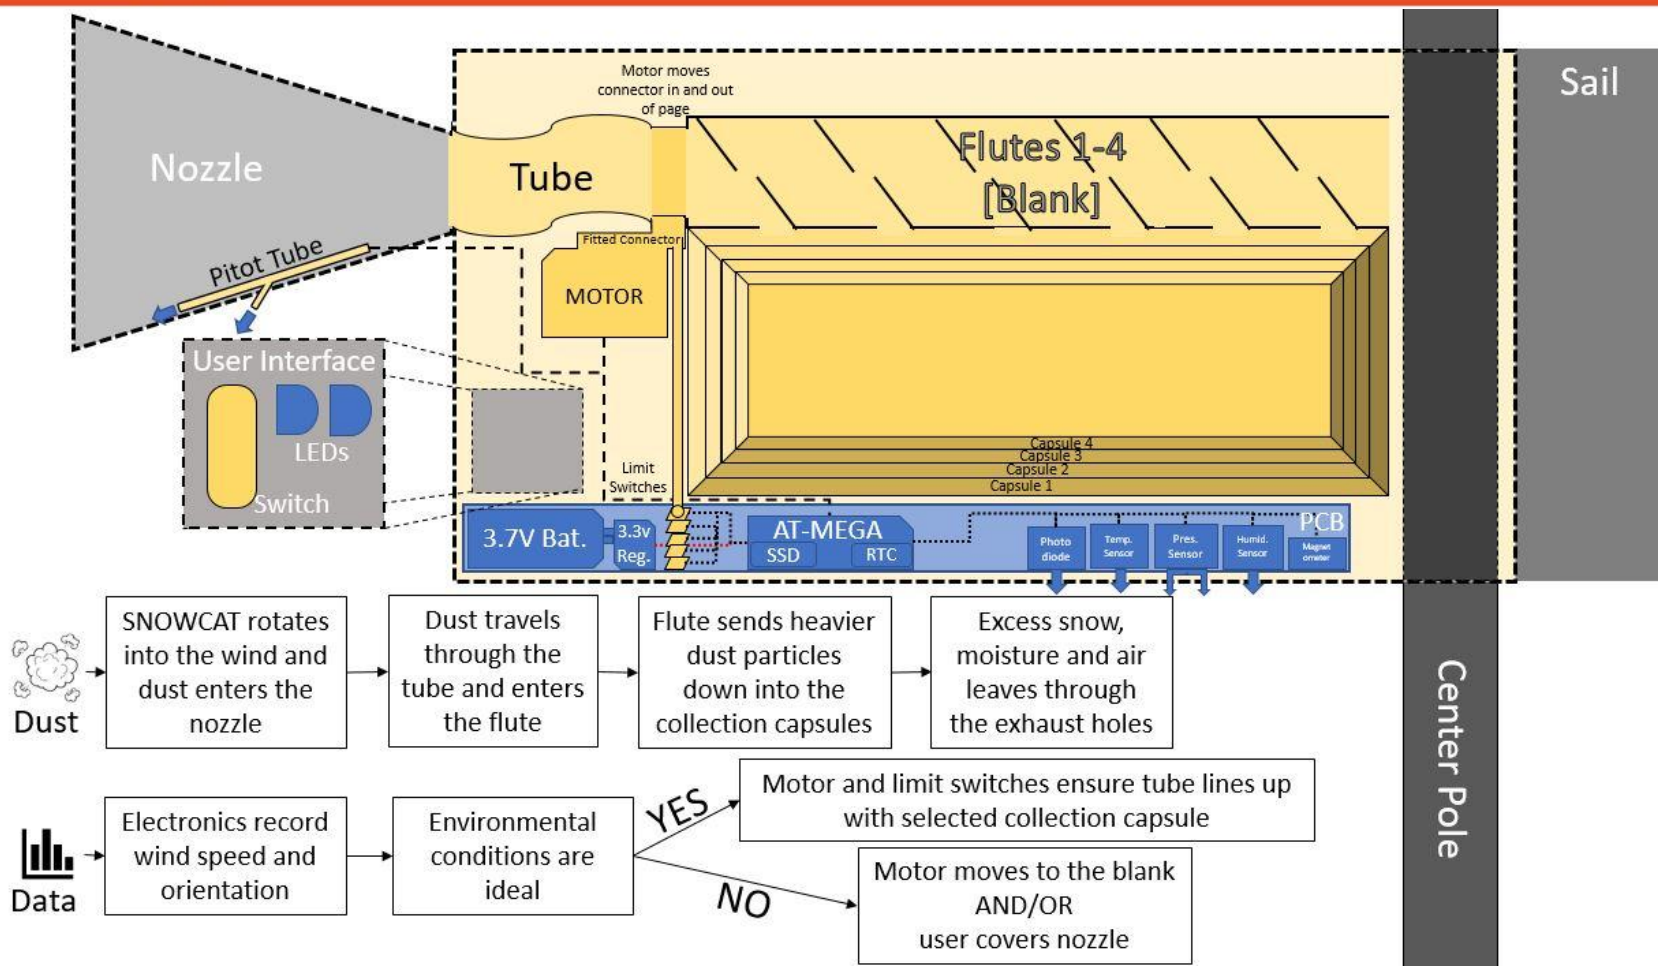 Nozzle
Pitot Tube
Motor moves
connector in and out
of page
Tube
Flutes 1-4
[Blank]
Sail
Fitted Connector
MOTOR
User Interface
LEDs
Switch
Limit
Switches
Capsule 4
Capsule 3
Capsule 2
Capsule 1
3.7V Bat.
3.3v
Reg.
AT-MEGA
SSD
RTC
Photo
diode
Temp.
Sensor
Pres.
Sensor
Humid.
Sensor
PCB
Magnet
ometer
Center Pole
Dust
SNOWCAT rotates
into the wind and
dust enters the
nozzle
Dust travels
through the
tube and enters
the flute
Flute sends heavier
dust particles
down into the
collection capsules
Excess snow,
moisture and air
leaves through
the exhaust holes
Data
Electronics record
wind speed and
orientation
Environmental
conditions are
ideal
YES
Motor and limit switches ensure tube lines up
with selected collection capsule
NO
Motor moves to the blank
AND/OR
user covers nozzle